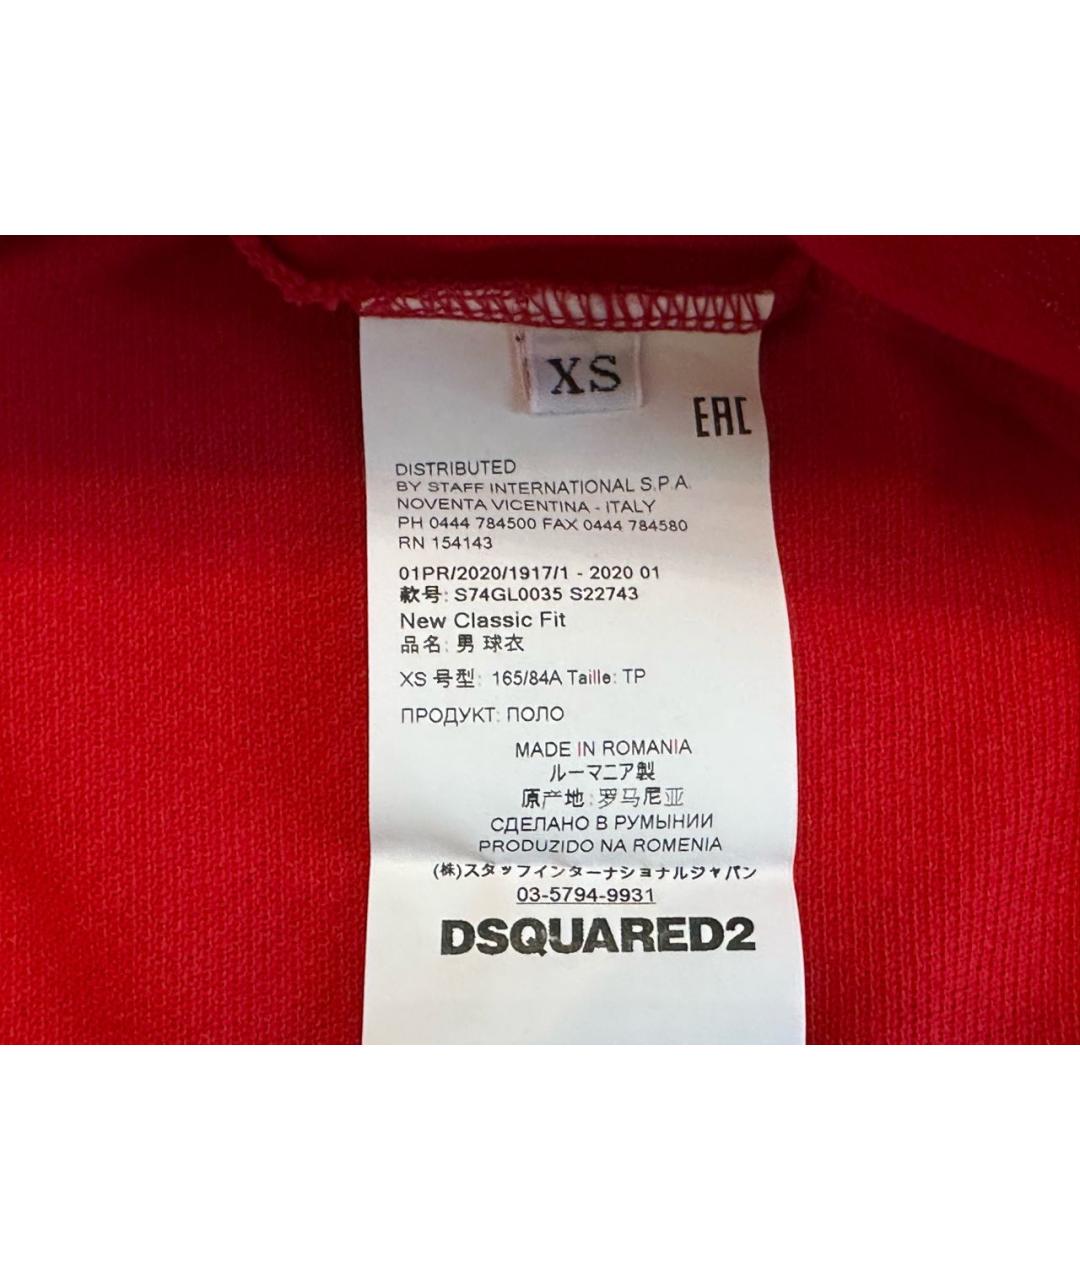 XS
EAC
DISTRIBUTED
BY STAFF INTERNATIONAL S.P.A.
NOVENTA VICENTINA - ITALY
PH 0444 784500 FAX 0444 784580
RN 154143
01PR/2020/1917/1 - 2020 01
款号: S74GL0035 S22743
New Classic Fit
品名: 男 球衣
XS 号型: 165/84A Taille: TP
ПРОДУКТ: ПОЛО
MADE IN ROMANIA
ルーマニア製
原产地:罗马尼亚
СДЕЛАНО В РУМЫНИИ
PRODUZIDO NA ROMENIA
(株)スタッフインターナショナルジャパン
03-5794-9931
DSQUARED2